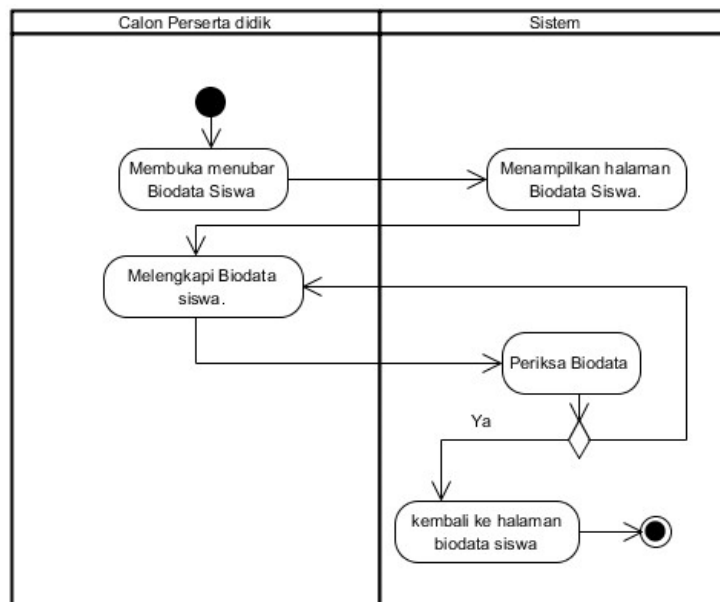 Calon Perserta didik
Sistem
Membuka menubar
Biodata Siswa
Menampilkan halaman
Biodata Siswa.
Melengkapi Biodata
siswa.
Periksa Biodata
Ya
kembali ke halaman
biodata siswa